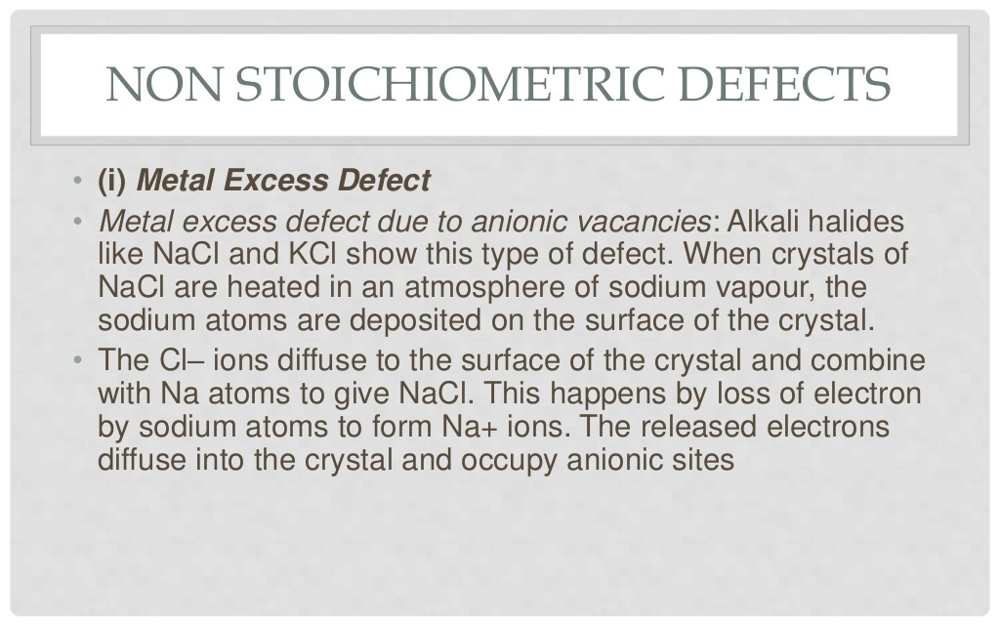 NON STOICHIOMETRIC DEFECTS
• (i) Metal Excess Defect
• Metal excess defect due to anionic vacancies: Alkali halides
like NaCl and KCl show this type of defect. When crystals of
NaCl are heated in an atmosphere of sodium vapour, the
sodium atoms are deposited on the surface of the crystal.
• The Cl– ions diffuse to the surface of the crystal and combine
with Na atoms to give NaCl. This happens by loss of electron
by sodium atoms to form Na+ ions. The released electrons
diffuse into the crystal and occupy anionic sites